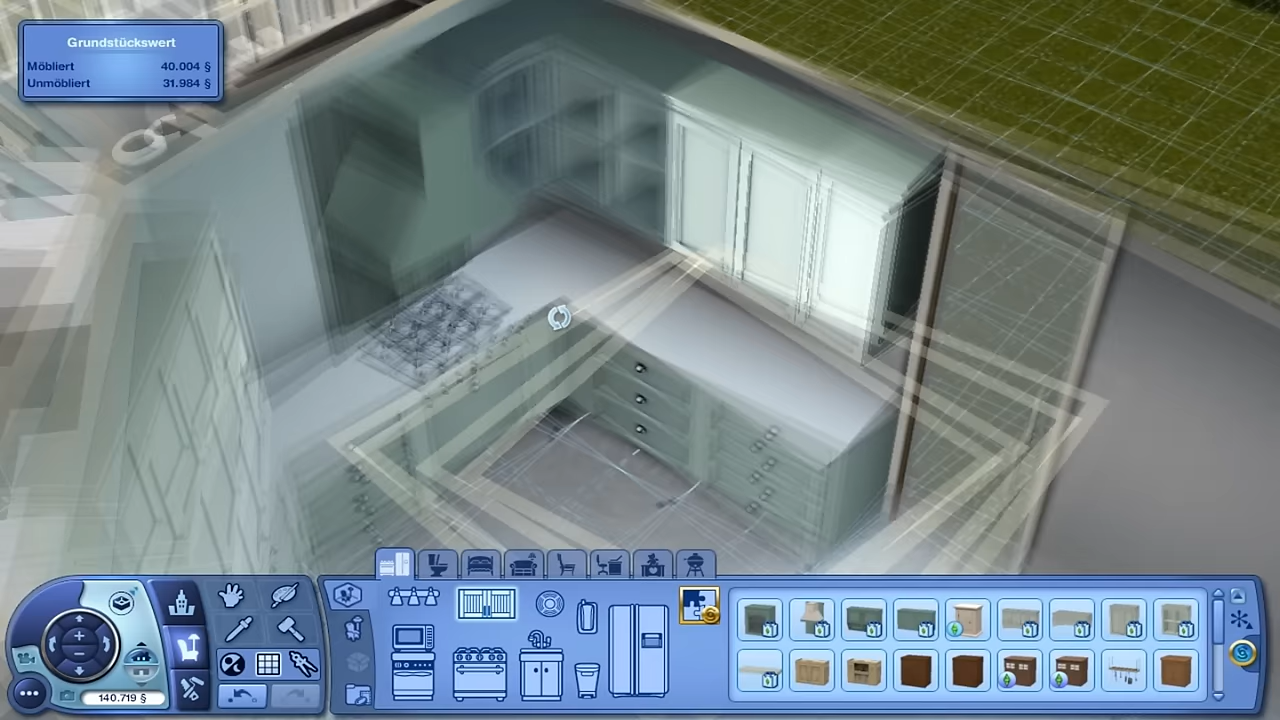 Grundstückswert
Möbliert 40.004 §
Unmöbliert 31.984 §
140.719 §